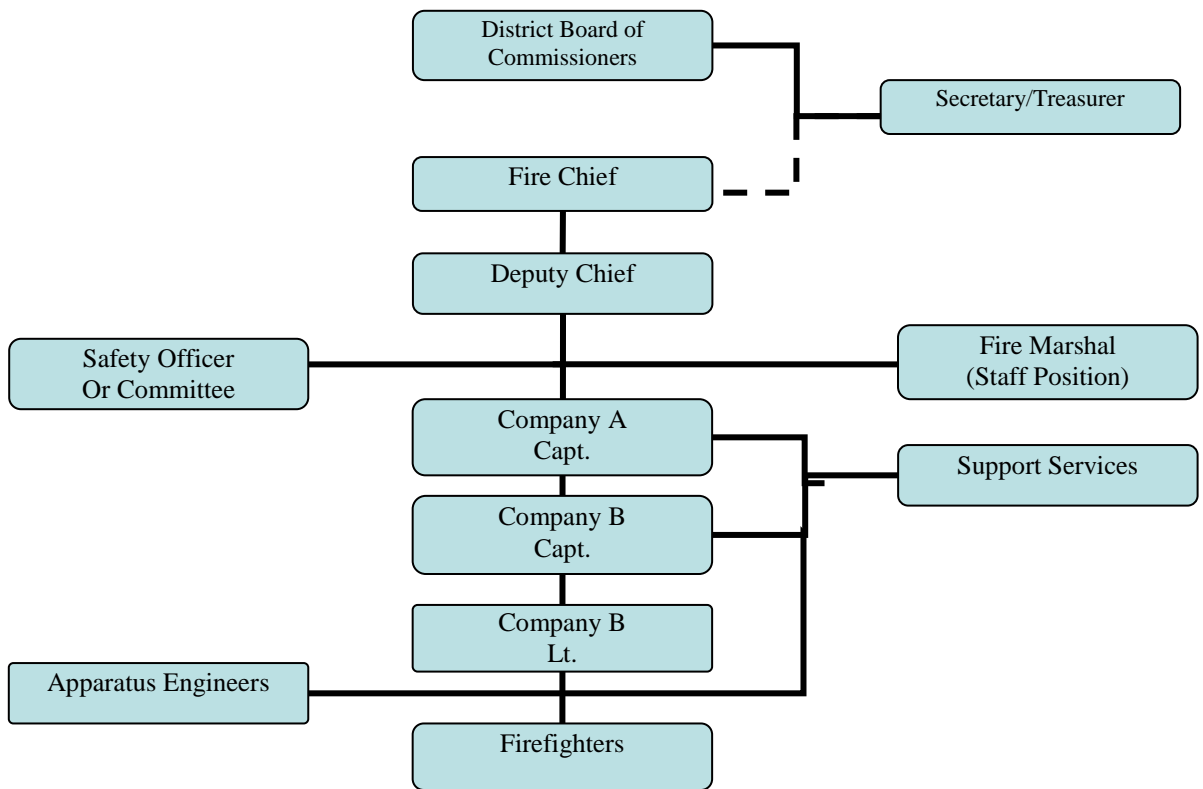 District Board of
Commissioners
Secretary/Treasurer
Fire Chief
Deputy Chief
Safety Officer
Or Committee
Fire Marshal
(Staff Position)
Company A
Capt.
Support Services
Company B
Capt.
Company B
Lt.
Apparatus Engineers
Firefighters